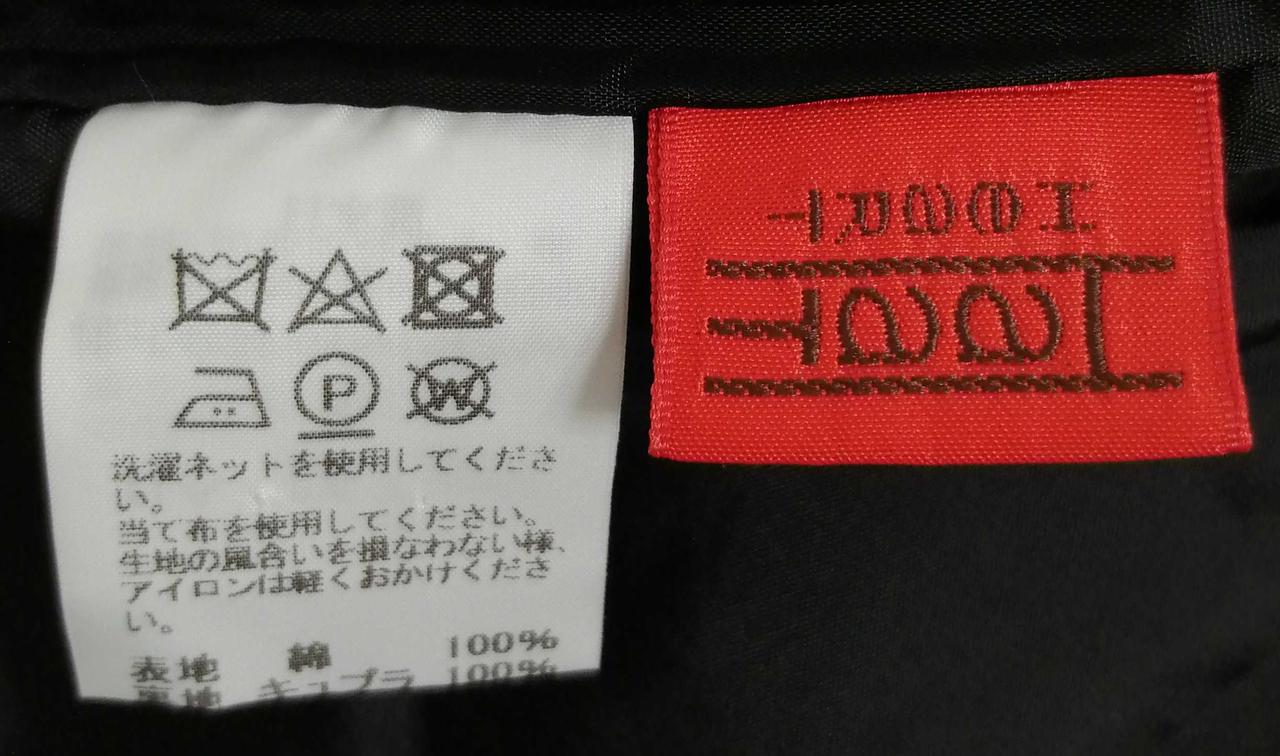 P
W
洗濯ネットを使用してくださ
い。
当て布を使用してください。
生地の風合いを損なわない様、
アイロンは軽くおかけくださ
い。
表地 綿 100%
裏地 キュプラ 100%